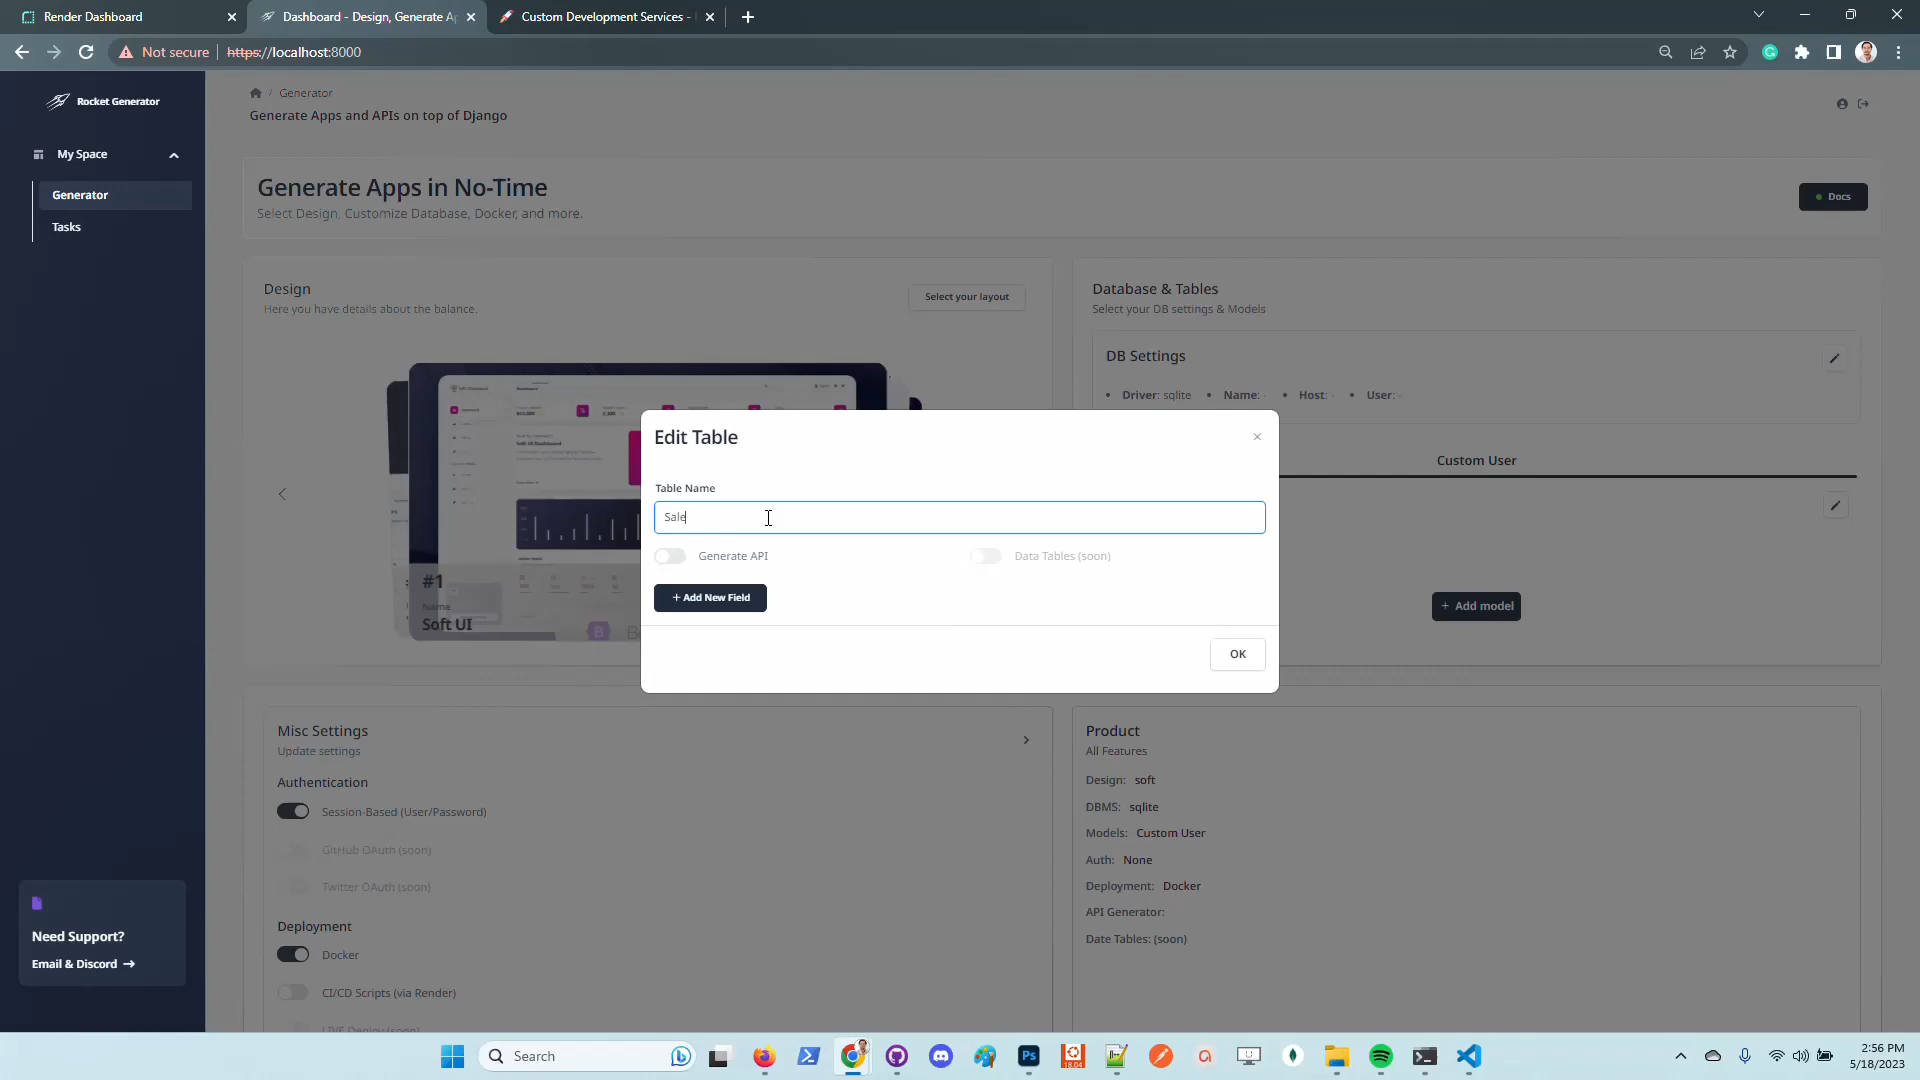 Render Dashboard
Dashboard - Design, Generate Ap
Custom Development Services -
Not secure
https://localhost:8000
Rocket Generator
My Space
Generator
Tasks
/ Generator
Generate Apps and APIs on top of Django
Generate Apps in No-Time
Select Design, Customize Database, Docker, and more.
Docs
Design
Here you have details about the balance.
Select your layout
Database & Tables
Select your DB settings & Models
DB Settings
• Driver: sqlite • Name: - • Host: - • User: -
Custom User
+ Add model
#1
Name
Soft UI
B
Edit Table
×
Table Name
Sale
Generate API
Data Tables (soon)
+ Add New Field
OK
Misc Settings
Update settings
Authentication
Session-Based (User/Password)
GitHub OAuth (soon)
Twitter OAuth (soon)
Deployment
Docker
CI/CD Scripts (via Render)
LIVE Deploy (soon)
Product
All Features
Design: soft
DBMS: sqlite
Models: Custom User
Auth: None
Deployment: Docker
API Generator:
Date Tables: (soon)
Need Support?
Email & Discord →
Search
Ps
18.04
2:56 PM
5/18/2023